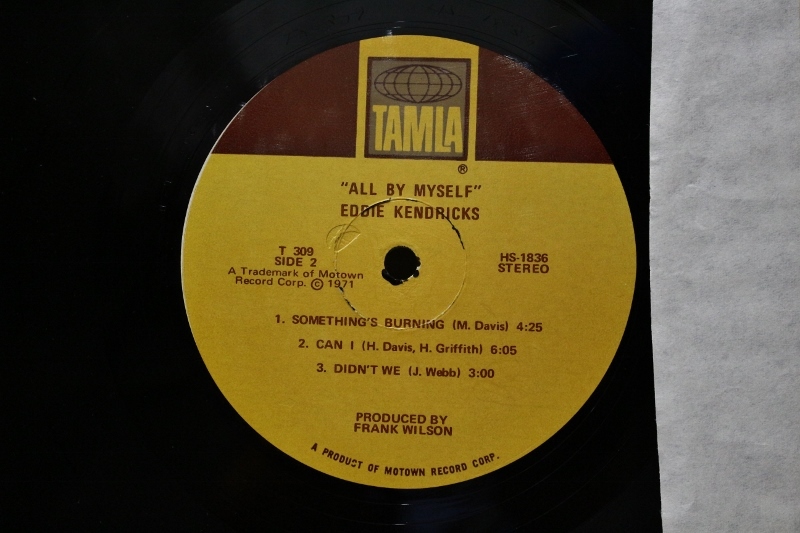 TAMLA
®
"ALL BY MYSELF"
EDDIE KENDRICKS
T 309
SIDE 2
A Trademark of Motown
Record Corp. © 1971
HS-1836
STEREO
1. SOMETHING'S BURNING (M. Davis) 4:25
2. CAN I (H. Davis, H. Griffith) 6:05
3. DIDN'T WE (J. Webb) 3:00
PRODUCED BY
FRANK WILSON
A PRODUCT OF MOTOWN RECORD CORP.